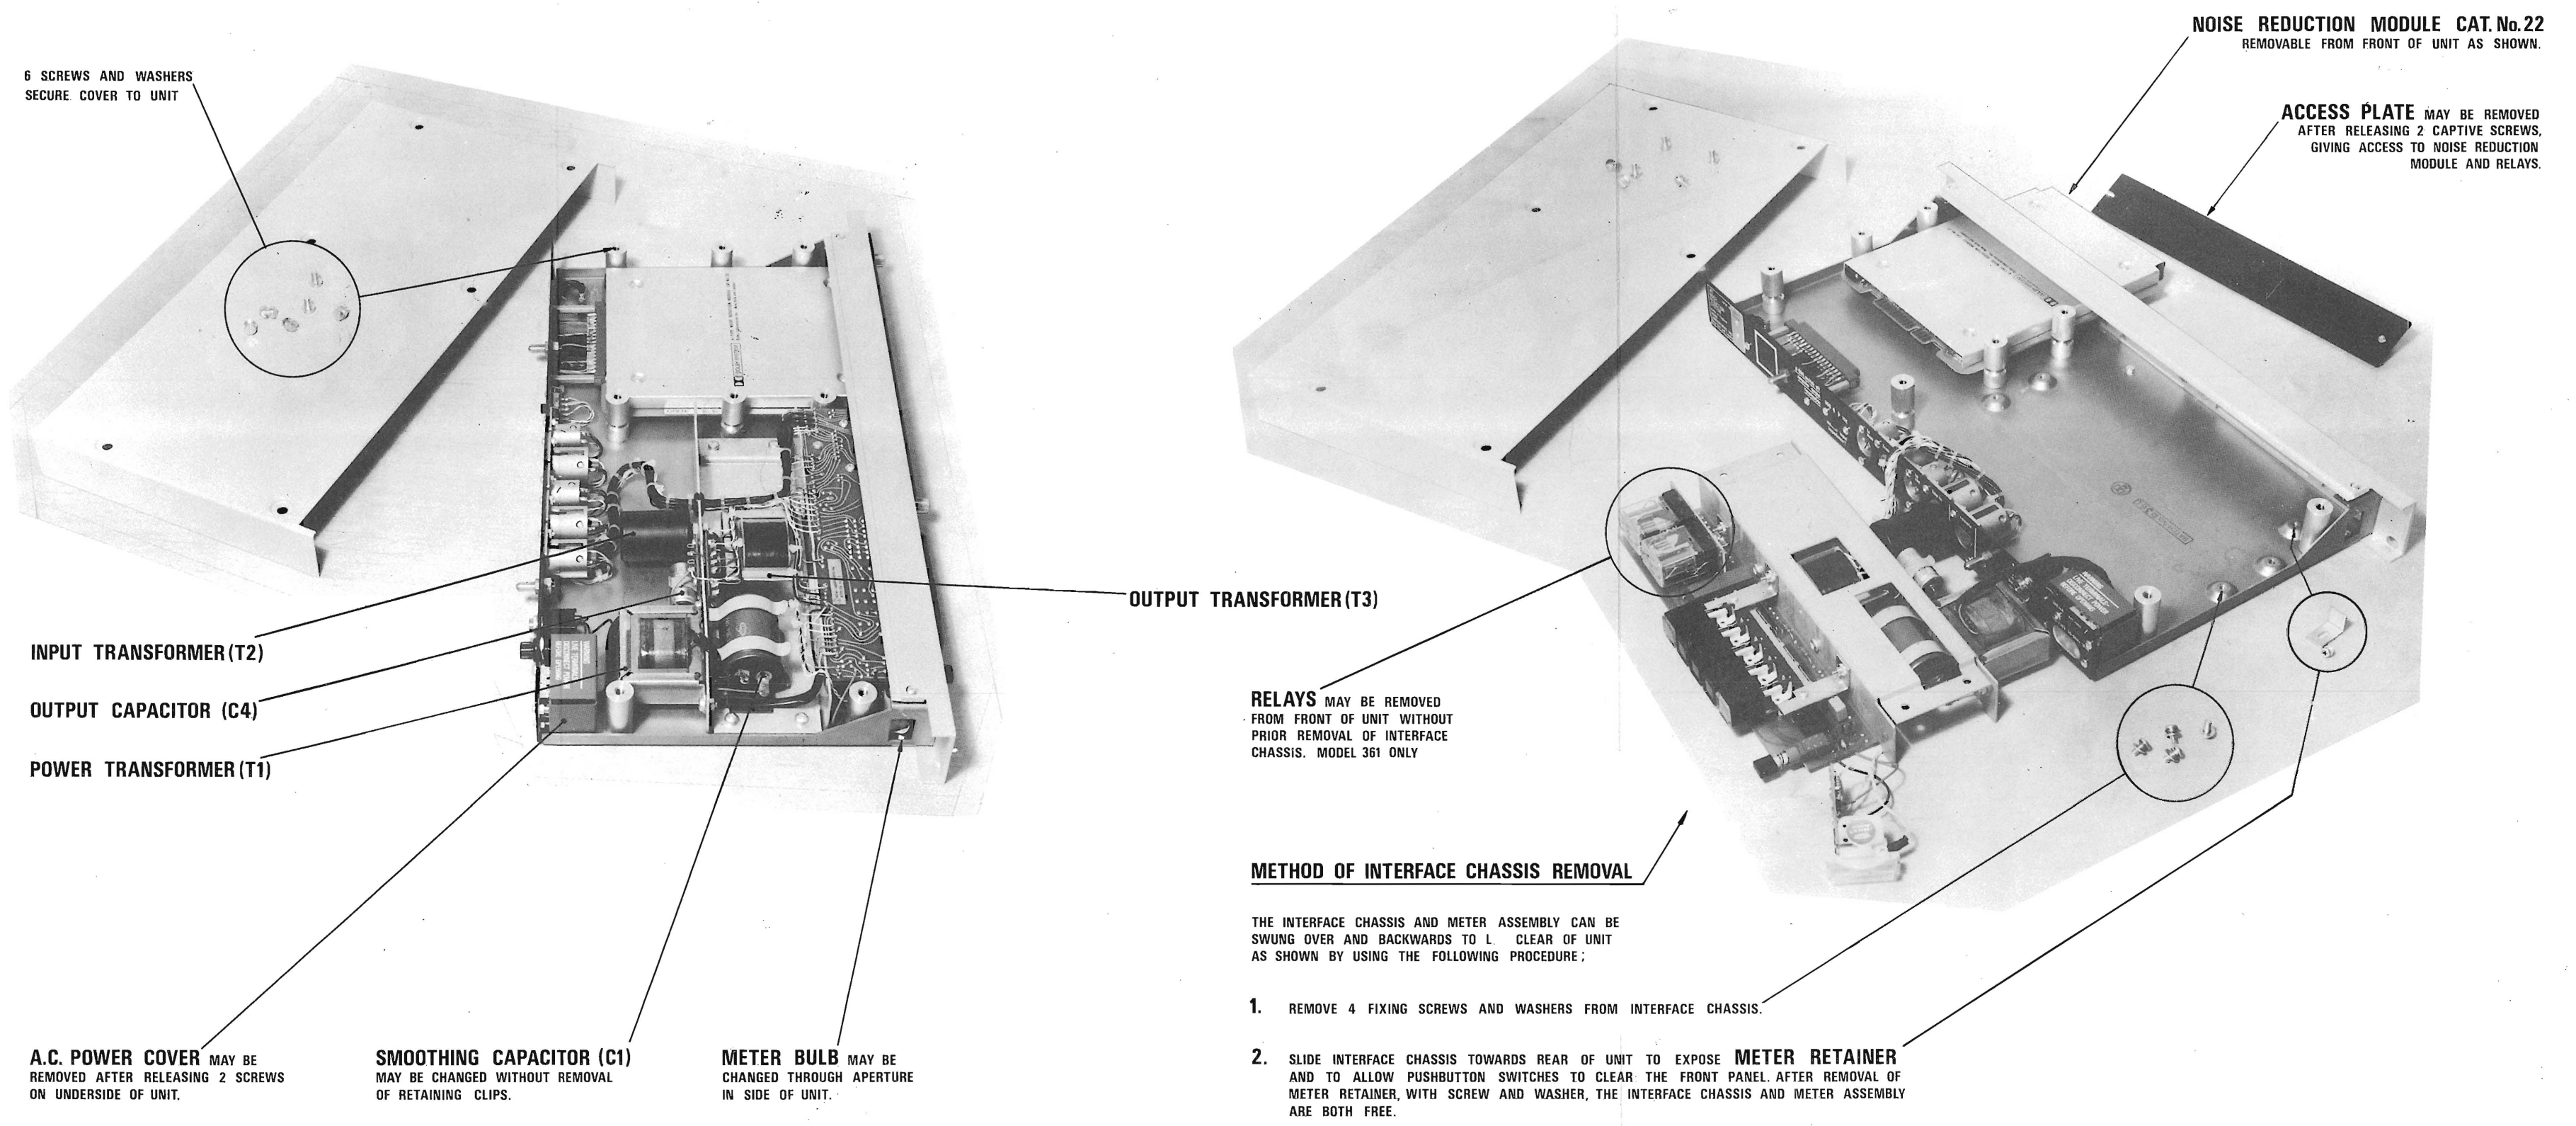 6 SCREWS AND WASHERS
SECURE COVER TO UNIT
INPUT TRANSFORMER (T2)
OUTPUT CAPACITOR (C4)
POWER TRANSFORMER (T1)
A.C. POWER COVER MAY BE
REMOVED AFTER RELEASING 2 SCREWS
ON UNDERSIDE OF UNIT.
SMOOTHING CAPACITOR (C1)
MAY BE CHANGED WITHOUT REMOVAL
OF RETAINING CLIPS.
METER BULB MAY BE
CHANGED THROUGH APERTURE
IN SIDE OF UNIT.
OUTPUT TRANSFORMER (T3)
NOISE REDUCTION MODULE CAT. No. 22
REMOVABLE FROM FRONT OF UNIT AS SHOWN.
ACCESS PLATE MAY BE REMOVED
AFTER RELEASING 2 CAPTIVE SCREWS,
GIVING ACCESS TO NOISE REDUCTION
MODULE AND RELAYS.
RELAYS MAY BE REMOVED
FROM FRONT OF UNIT WITHOUT
PRIOR REMOVAL OF INTERFACE
CHASSIS. MODEL 361 ONLY
METHOD OF INTERFACE CHASSIS REMOVAL
THE INTERFACE CHASSIS AND METER ASSEMBLY CAN BE
SWUNG OVER AND BACKWARDS TO L CLEAR OF UNIT
AS SHOWN BY USING THE FOLLOWING PROCEDURE;
1. REMOVE 4 FIXING SCREWS AND WASHERS FROM INTERFACE CHASSIS.
2. SLIDE INTERFACE CHASSIS TOWARDS REAR OF UNIT TO EXPOSE METER RETAINER
AND TO ALLOW PUSHBUTTON SWITCHES TO CLEAR THE FRONT PANEL. AFTER REMOVAL OF
METER RETAINER, WITH SCREW AND WASHER, THE INTERFACE CHASSIS AND METER ASSEMBLY
ARE BOTH FREE.